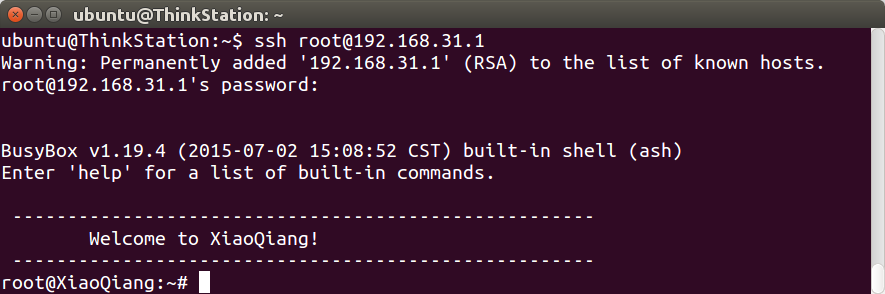 ubuntu@ThinkStation: ~
ubuntu@ThinkStation:~$ ssh root@192.168.31.1
Warning: Permanently added '192.168.31.1' (RSA) to the list of known hosts.
root@192.168.31.1's password:
BusyBox v1.19.4 (2015-07-02 15:08:52 CST) built-in shell (ash)
Enter 'help' for a list of built-in commands.
-----------------------------------------------------
Welcome to XiaoQiang!
-----------------------------------------------------
root@XiaoQiang:~#